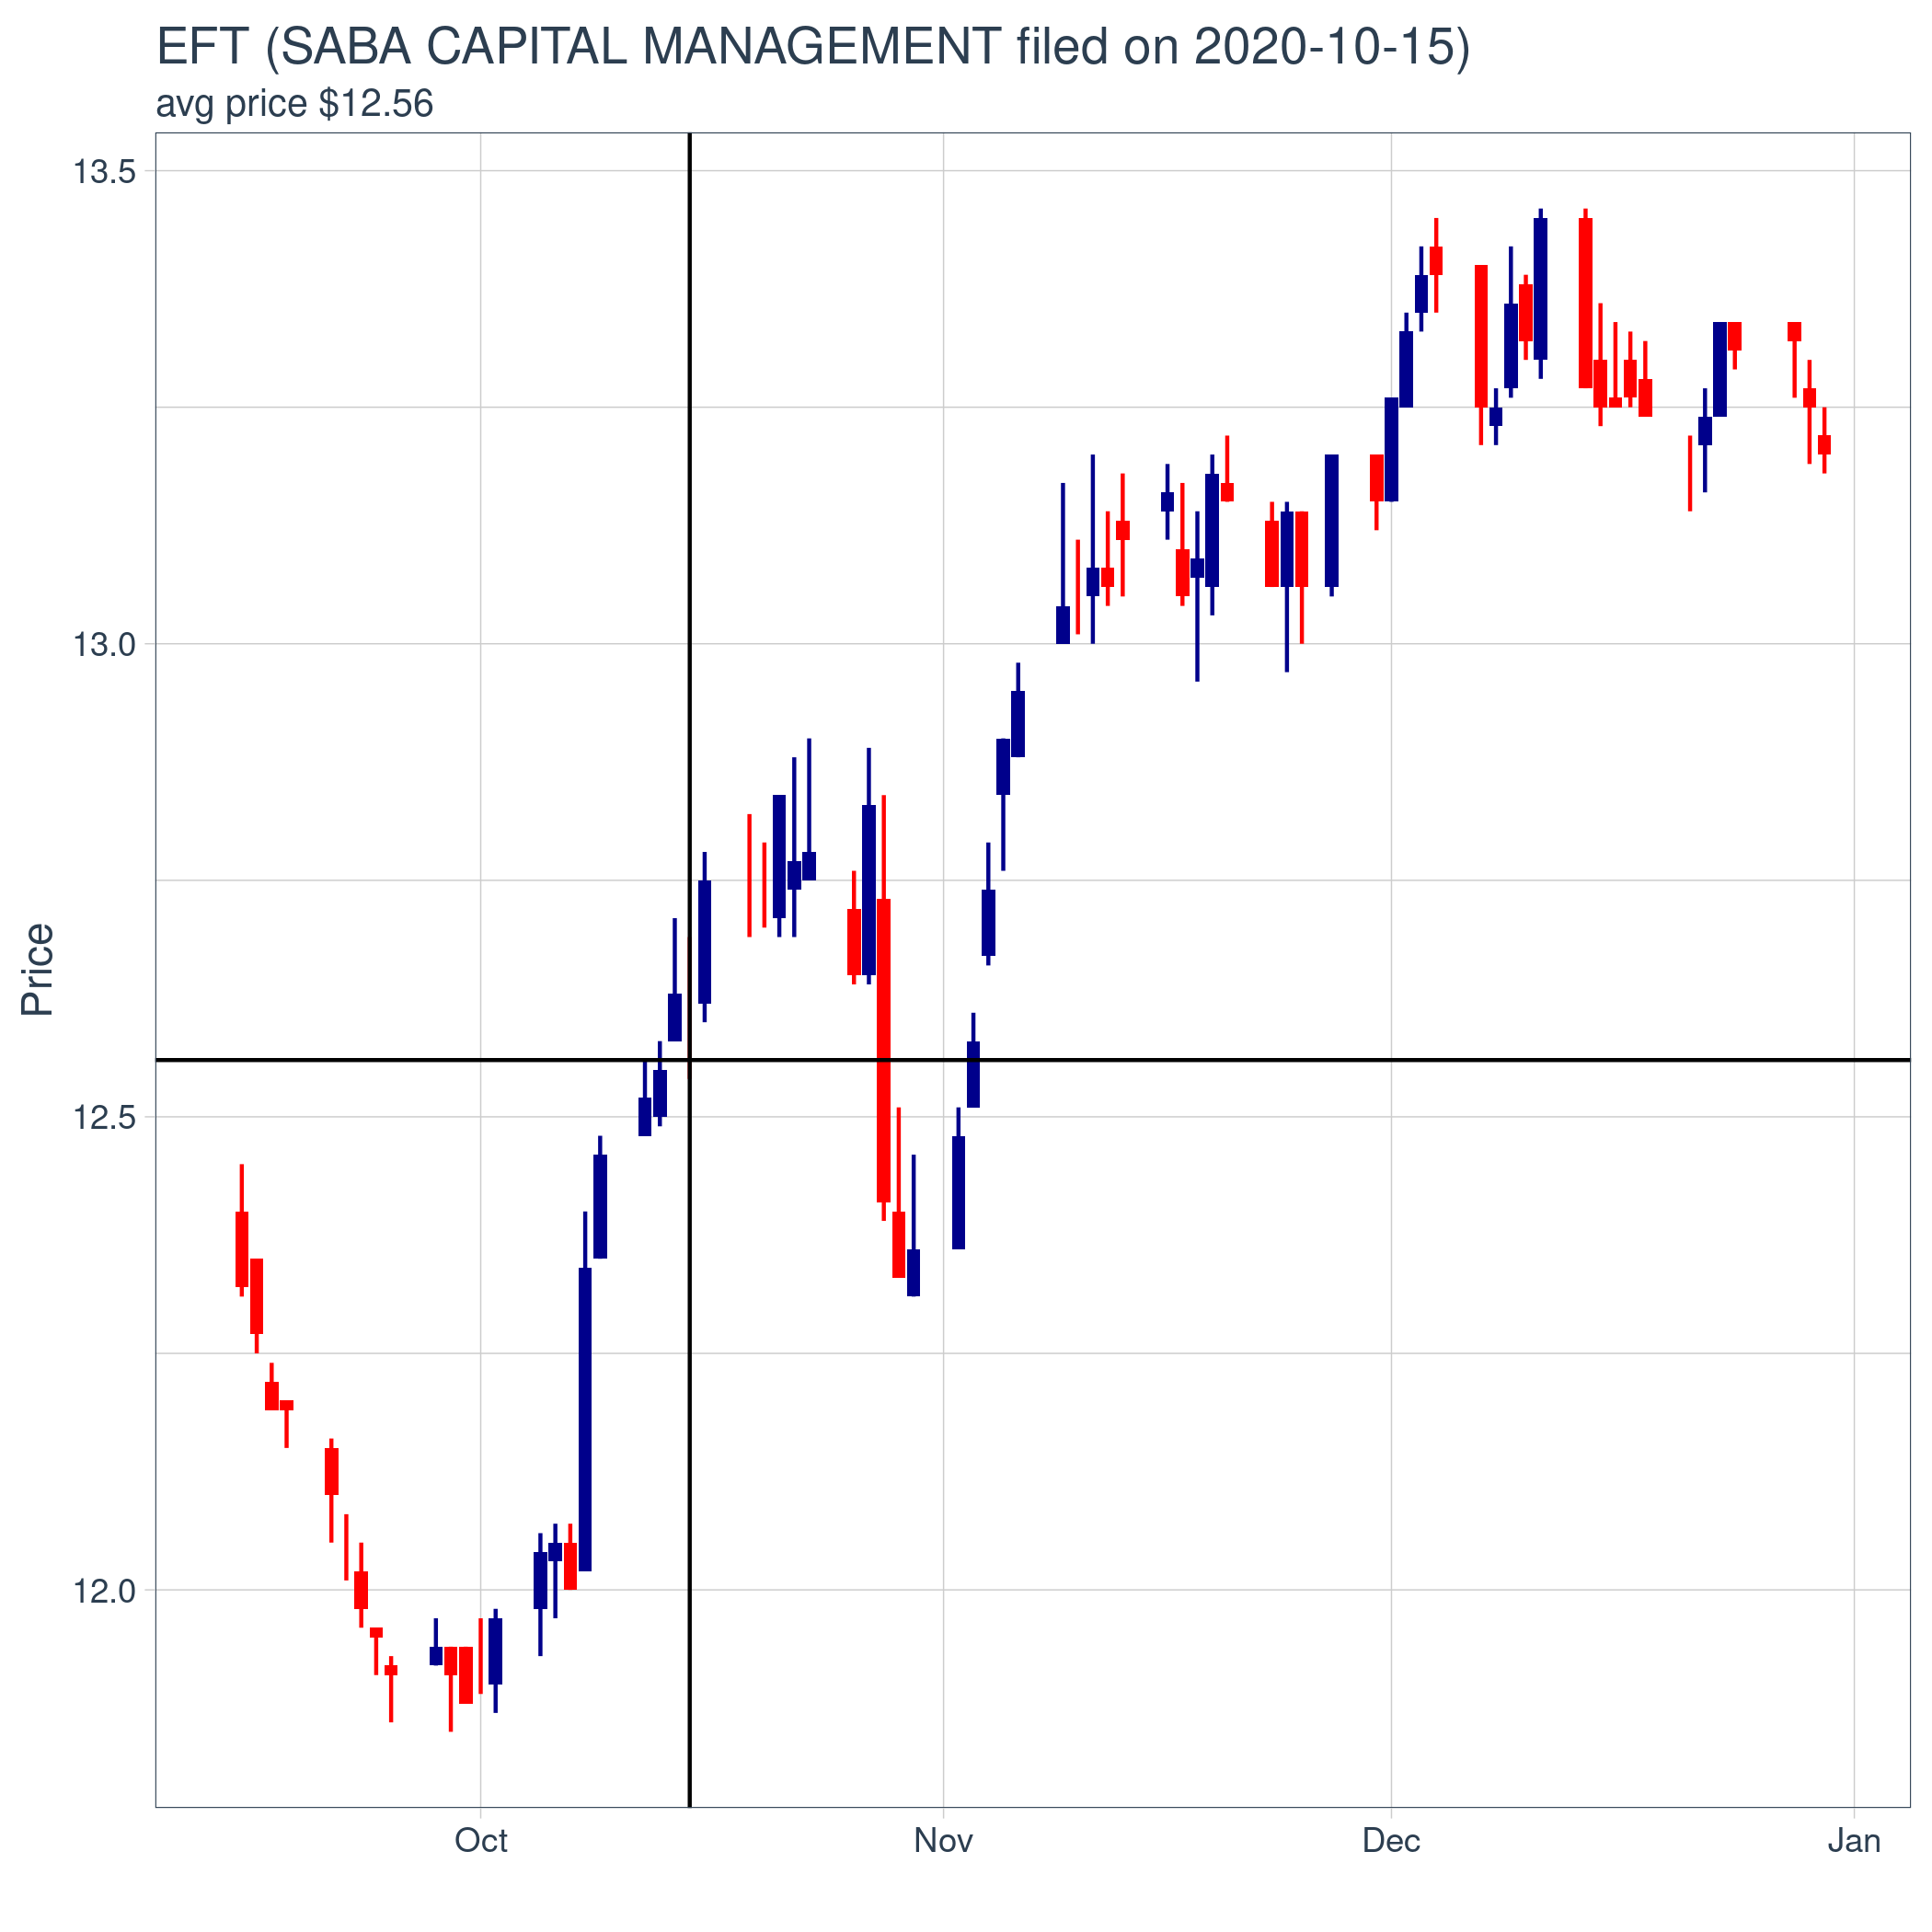 EFT (SABA CAPITAL MANAGEMENT filed on 2020-10-15)
avg price $12.56
13.5
13.0
12.5
12.0
Price
Oct Nov Dec Jan